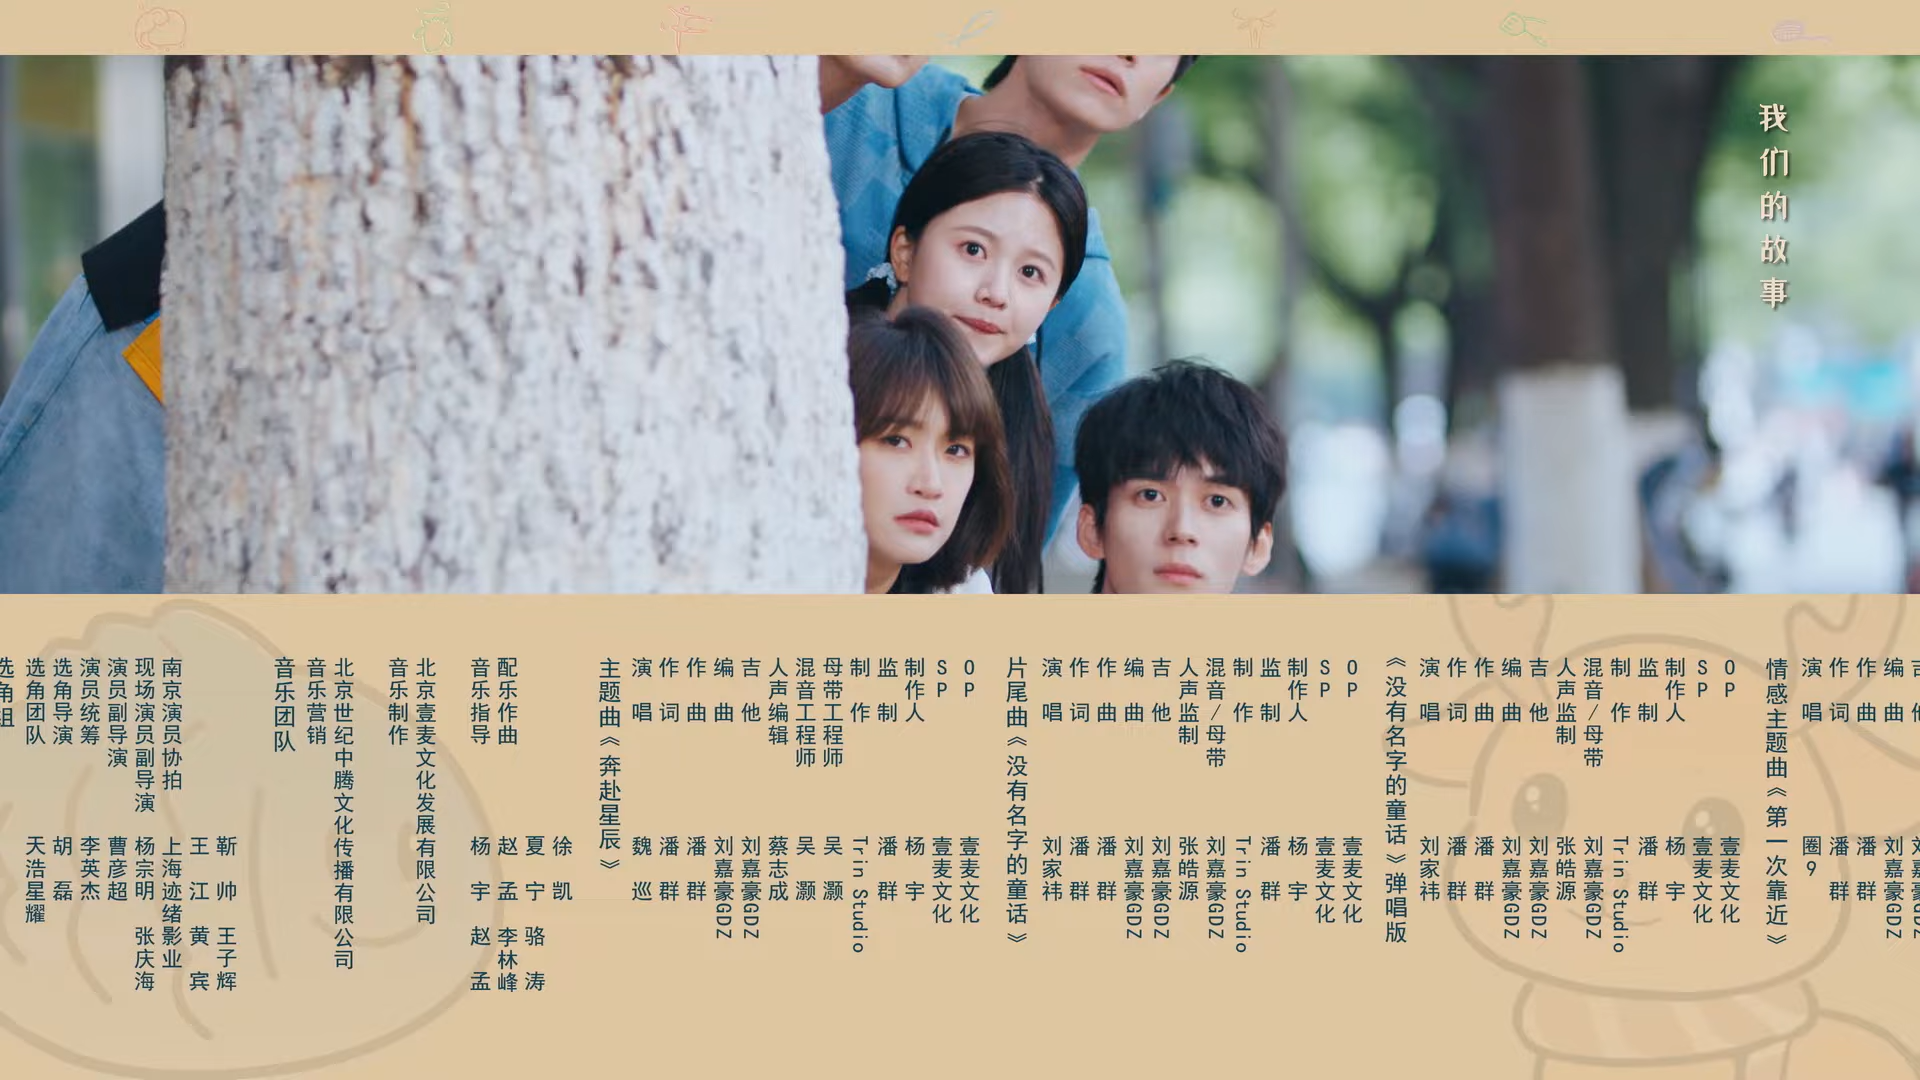 我们的故事
选角组
选角团队 天浩星耀
选角导演 胡磊
演员统筹 李英杰
演员副导演 曹彦超
现场演员副导演 杨宗明 张庆海
南京演员协拍 上海迹绪影业
王江 黄宾
靳帅 王子辉
音乐团队
音乐营销
北京世纪中腾文化传播有限公司
音乐制作
北京壹麦文化发展有限公司
音乐指导 杨宇 赵孟
配乐作曲 赵孟 李林峰
夏宁 骆涛
徐凯
主题曲《奔赴星辰》
演唱 魏巡
作词 潘群
作曲 潘群
编曲 刘嘉豪GDZ
吉他 刘嘉豪GDZ
人声编辑 蔡志成
混音工程师 吴灏
母带工程师 吴灏
制作 Trin Studio
监制 潘群
制作人 杨宇
SP 壹麦文化
OP 壹麦文化
片尾曲《没有名字的童话》
演唱 刘家祎
作词 潘群
作曲 潘群
编曲 刘嘉豪GDZ
吉他 刘嘉豪GDZ
人声监制 张皓源
混音/母带 刘嘉豪GDZ
制作 Trin Studio
监制 潘群
制作人 杨宇
SP 壹麦文化
OP 壹麦文化
《没有名字的童话》弹唱版
演唱 刘家祎
作词 潘群
作曲 潘群
编曲 刘嘉豪GDZ
吉他 刘嘉豪GDZ
人声监制 张皓源
混音/母带 刘嘉豪GDZ
制作 Trin Studio
监制 潘群
制作人 杨宇
SP 壹麦文化
OP 壹麦文化
情感主题曲《第一次靠近》
演唱 圈9
作词 潘群
作曲 潘群
编曲 刘嘉豪GDZ